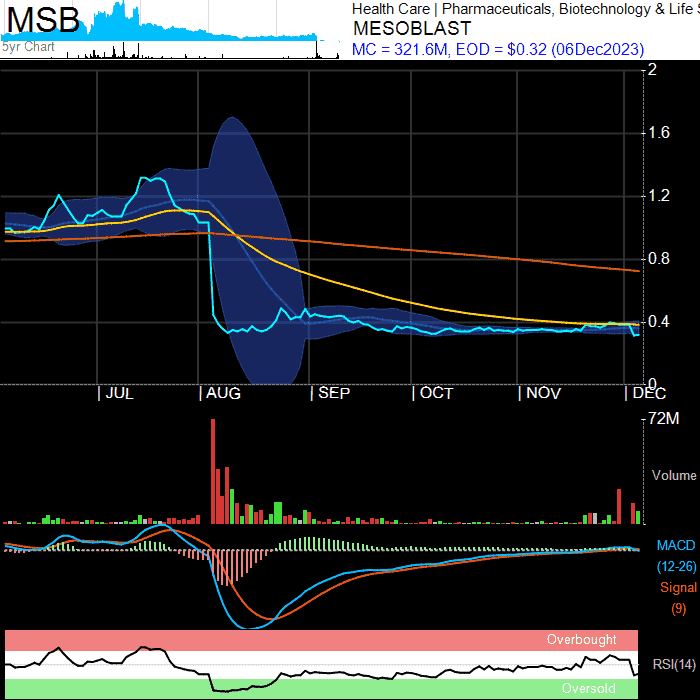 MSB
5yr Chart
Health Care | Pharmaceuticals, Biotechnology & Life S
MESOBLAST
MC = 321.6M, EOD = $0.32 (06Dec2023)
2
1.6
1.2
0.8
0.4
0
JUL
AUG
SEP
OCT
NOV
DEC
72M
Volume
MACD
(12-26)
Signal
(9)
Overbought
RSI(14)
Oversold